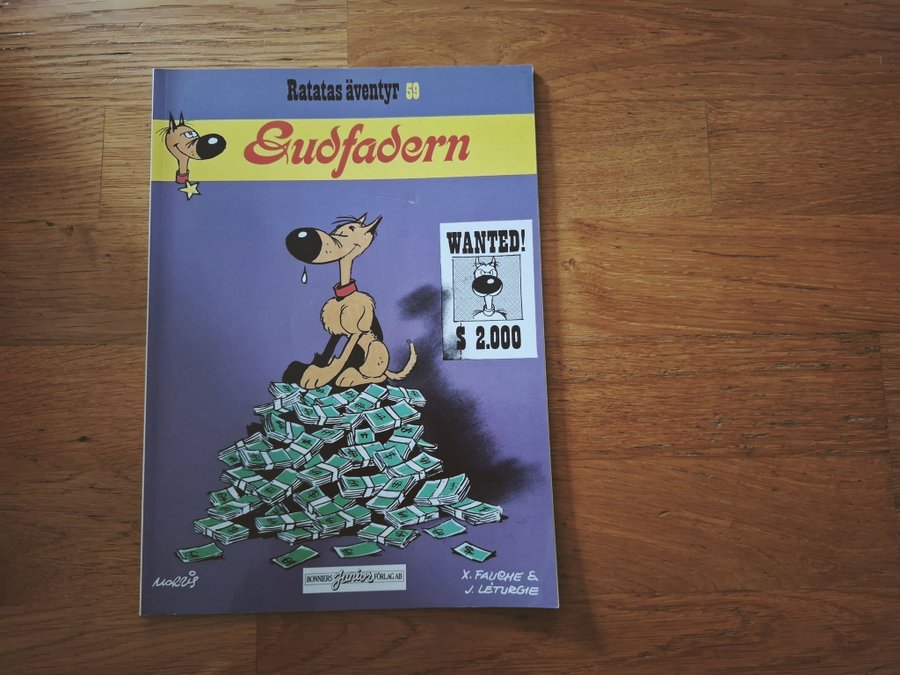 Ratatas äventyr 59
Gudfadern
WANTED!
$ 2.000
MORRIS
BONNIERS Junior FÖRLAG AB
X. FAUCHE &
J. LÉTURGIE